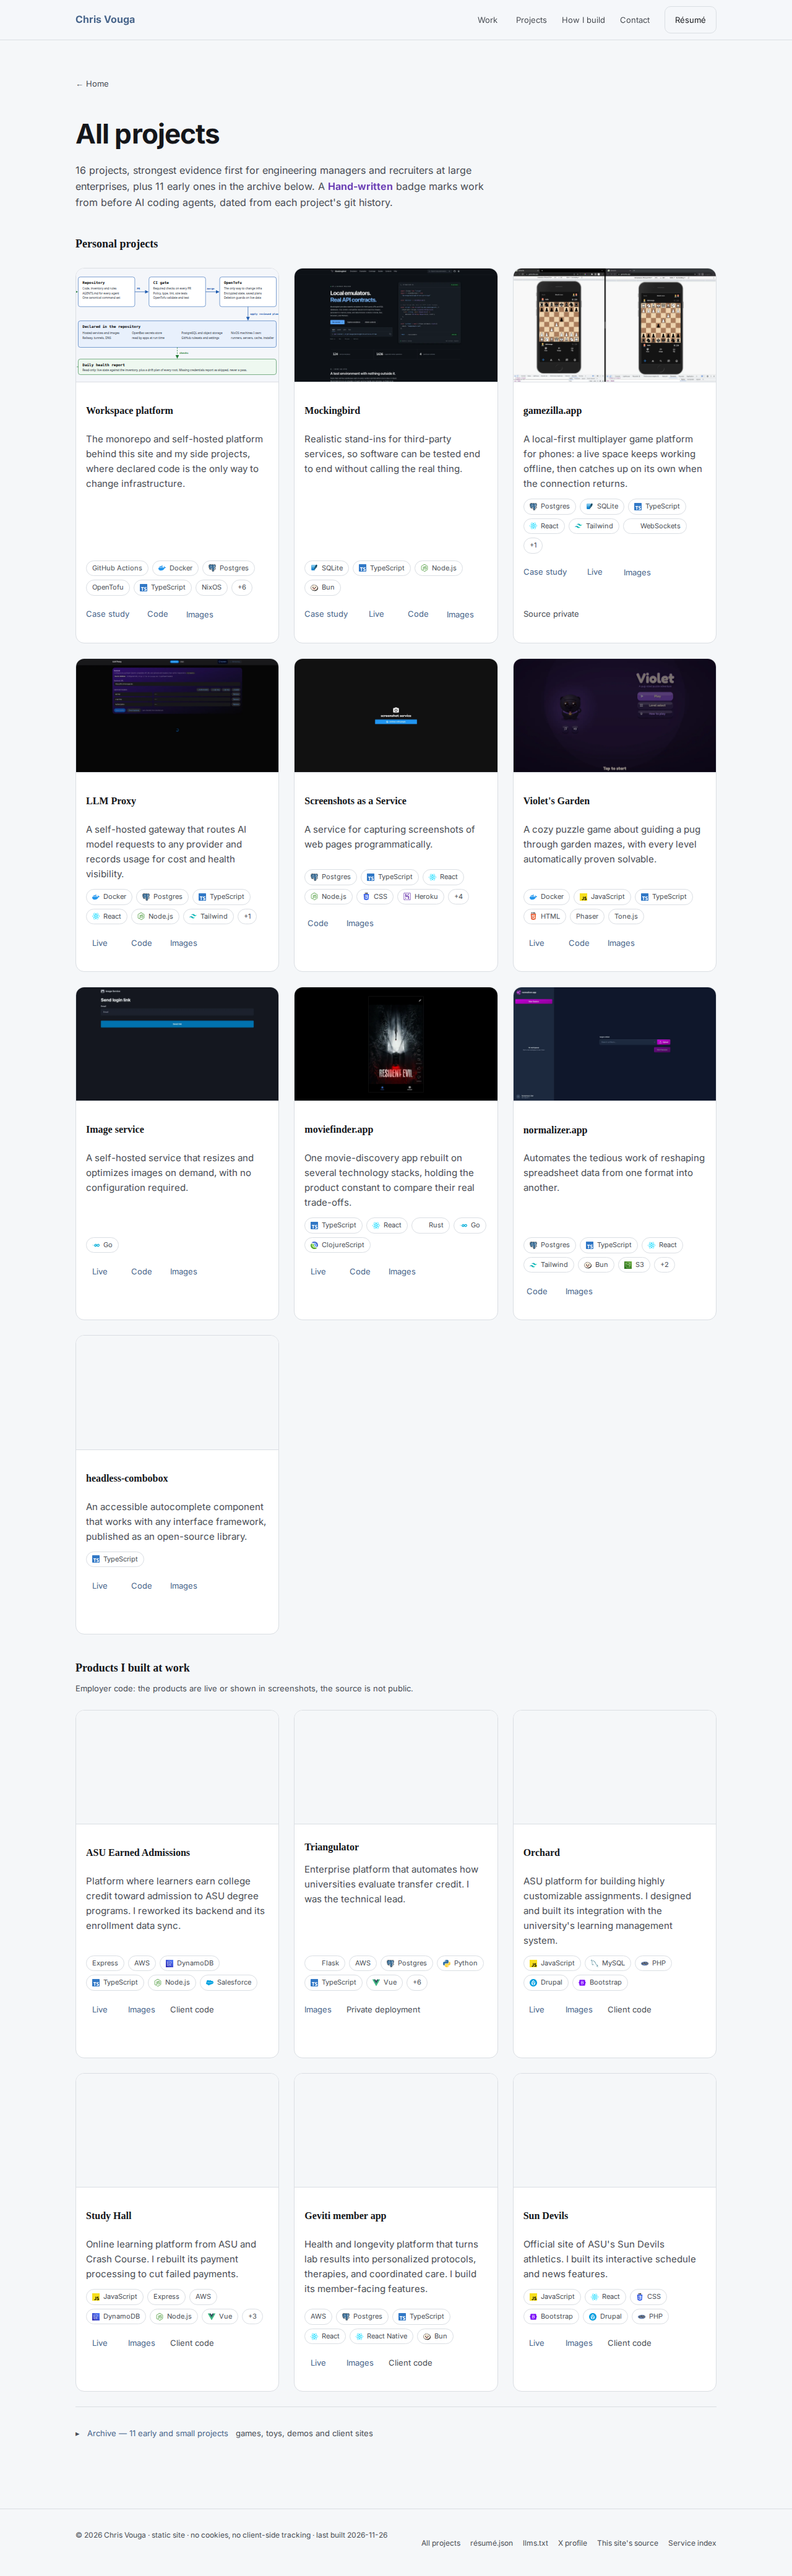 Chris Vouga
Work Projects How I build Contact Résumé
← Home
All projects
16 projects, strongest evidence first for engineering managers and recruiters at large
enterprises, plus 11 early ones in the archive below. A Hand-written badge marks work
from before AI coding agents, dated from each project's git history.
Personal projects
Repository
CI gate
OpenTofu
Declared in the repository
Daily health report
Workspace platform
The monorepo and self-hosted platform
behind this site and my side projects,
where declared code is the only way to
change infrastructure.
GitHub Actions Docker Postgres
OpenTofu TypeScript NixOS +6
Case study Code Images
Local emulators.
Real API contracts.
Mockingbird
Realistic stand-ins for third-party
services, so software can be tested end
to end without calling the real thing.
SQLite TypeScript Node.js
Bun
Case study Live Code Images
gamezilla.app
A local-first multiplayer game platform
for phones: a live space keeps working
offline, then catches up on its own when
the connection returns.
Postgres SQLite TypeScript
React Tailwind WebSockets
+1
Case study Live Images
Source private
LLM Proxy
A self-hosted gateway that routes AI
model requests to any provider and
records usage for cost and health
visibility.
Docker Postgres TypeScript
React Node.js Tailwind +1
Live Code Images
screenshot service
Screenshots as a Service
A service for capturing screenshots of
web pages programmatically.
Postgres TypeScript React
Node.js CSS Heroku +4
Code Images
Violet
Tap to start
Violet's Garden
A cozy puzzle game about guiding a pug
through garden mazes, with every level
automatically proven solvable.
Docker JavaScript TypeScript
HTML Phaser Tone.js
Live Code Images
Send login link
Image service
A self-hosted service that resizes and
optimizes images on demand, with no
configuration required.
Go
Live Code Images
RESIDENT EVIL
moviefinder.app
One movie-discovery app rebuilt on
several technology stacks, holding the
product constant to compare their real
trade-offs.
TypeScript React Rust Go
ClojureScript
Live Code Images
normalizer.app
Automates the tedious work of reshaping
spreadsheet data from one format into
another.
Postgres TypeScript React
Tailwind Bun S3 +2
Code Images
headless-combobox
An accessible autocomplete component
that works with any interface framework,
published as an open-source library.
TypeScript
Live Code Images
Products I built at work
Employer code: the products are live or shown in screenshots, the source is not public.
ASU Earned Admissions
Platform where learners earn college
credit toward admission to ASU degree
programs. I reworked its backend and its
enrollment data sync.
Express AWS DynamoDB
TypeScript Node.js Salesforce
Live Images Client code
Triangulator
Enterprise platform that automates how
universities evaluate transfer credit. I
was the technical lead.
Flask AWS Postgres Python
TypeScript Vue +6
Images Private deployment
Orchard
ASU platform for building highly
customizable assignments. I designed
and built its integration with the
university's learning management
system.
JavaScript MySQL PHP
Drupal Bootstrap
Live Images Client code
Study Hall
Online learning platform from ASU and
Crash Course. I rebuilt its payment
processing to cut failed payments.
JavaScript Express AWS
DynamoDB Node.js Vue +3
Live Images Client code
Geviti member app
Health and longevity platform that turns
lab results into personalized protocols,
therapies, and coordinated care. I build
its member-facing features.
AWS Postgres TypeScript
React React Native Bun
Live Images Client code
Sun Devils
Official site of ASU's Sun Devils
athletics. I built its interactive schedule
and news features.
JavaScript React CSS
Bootstrap Drupal PHP
Live Images Client code
▸ Archive — 11 early and small projects games, toys, demos and client sites
© 2026 Chris Vouga · static site · no cookies, no client-side tracking · last built 2026-11-26
All projects résumé.json llms.txt X profile This site's source Service index